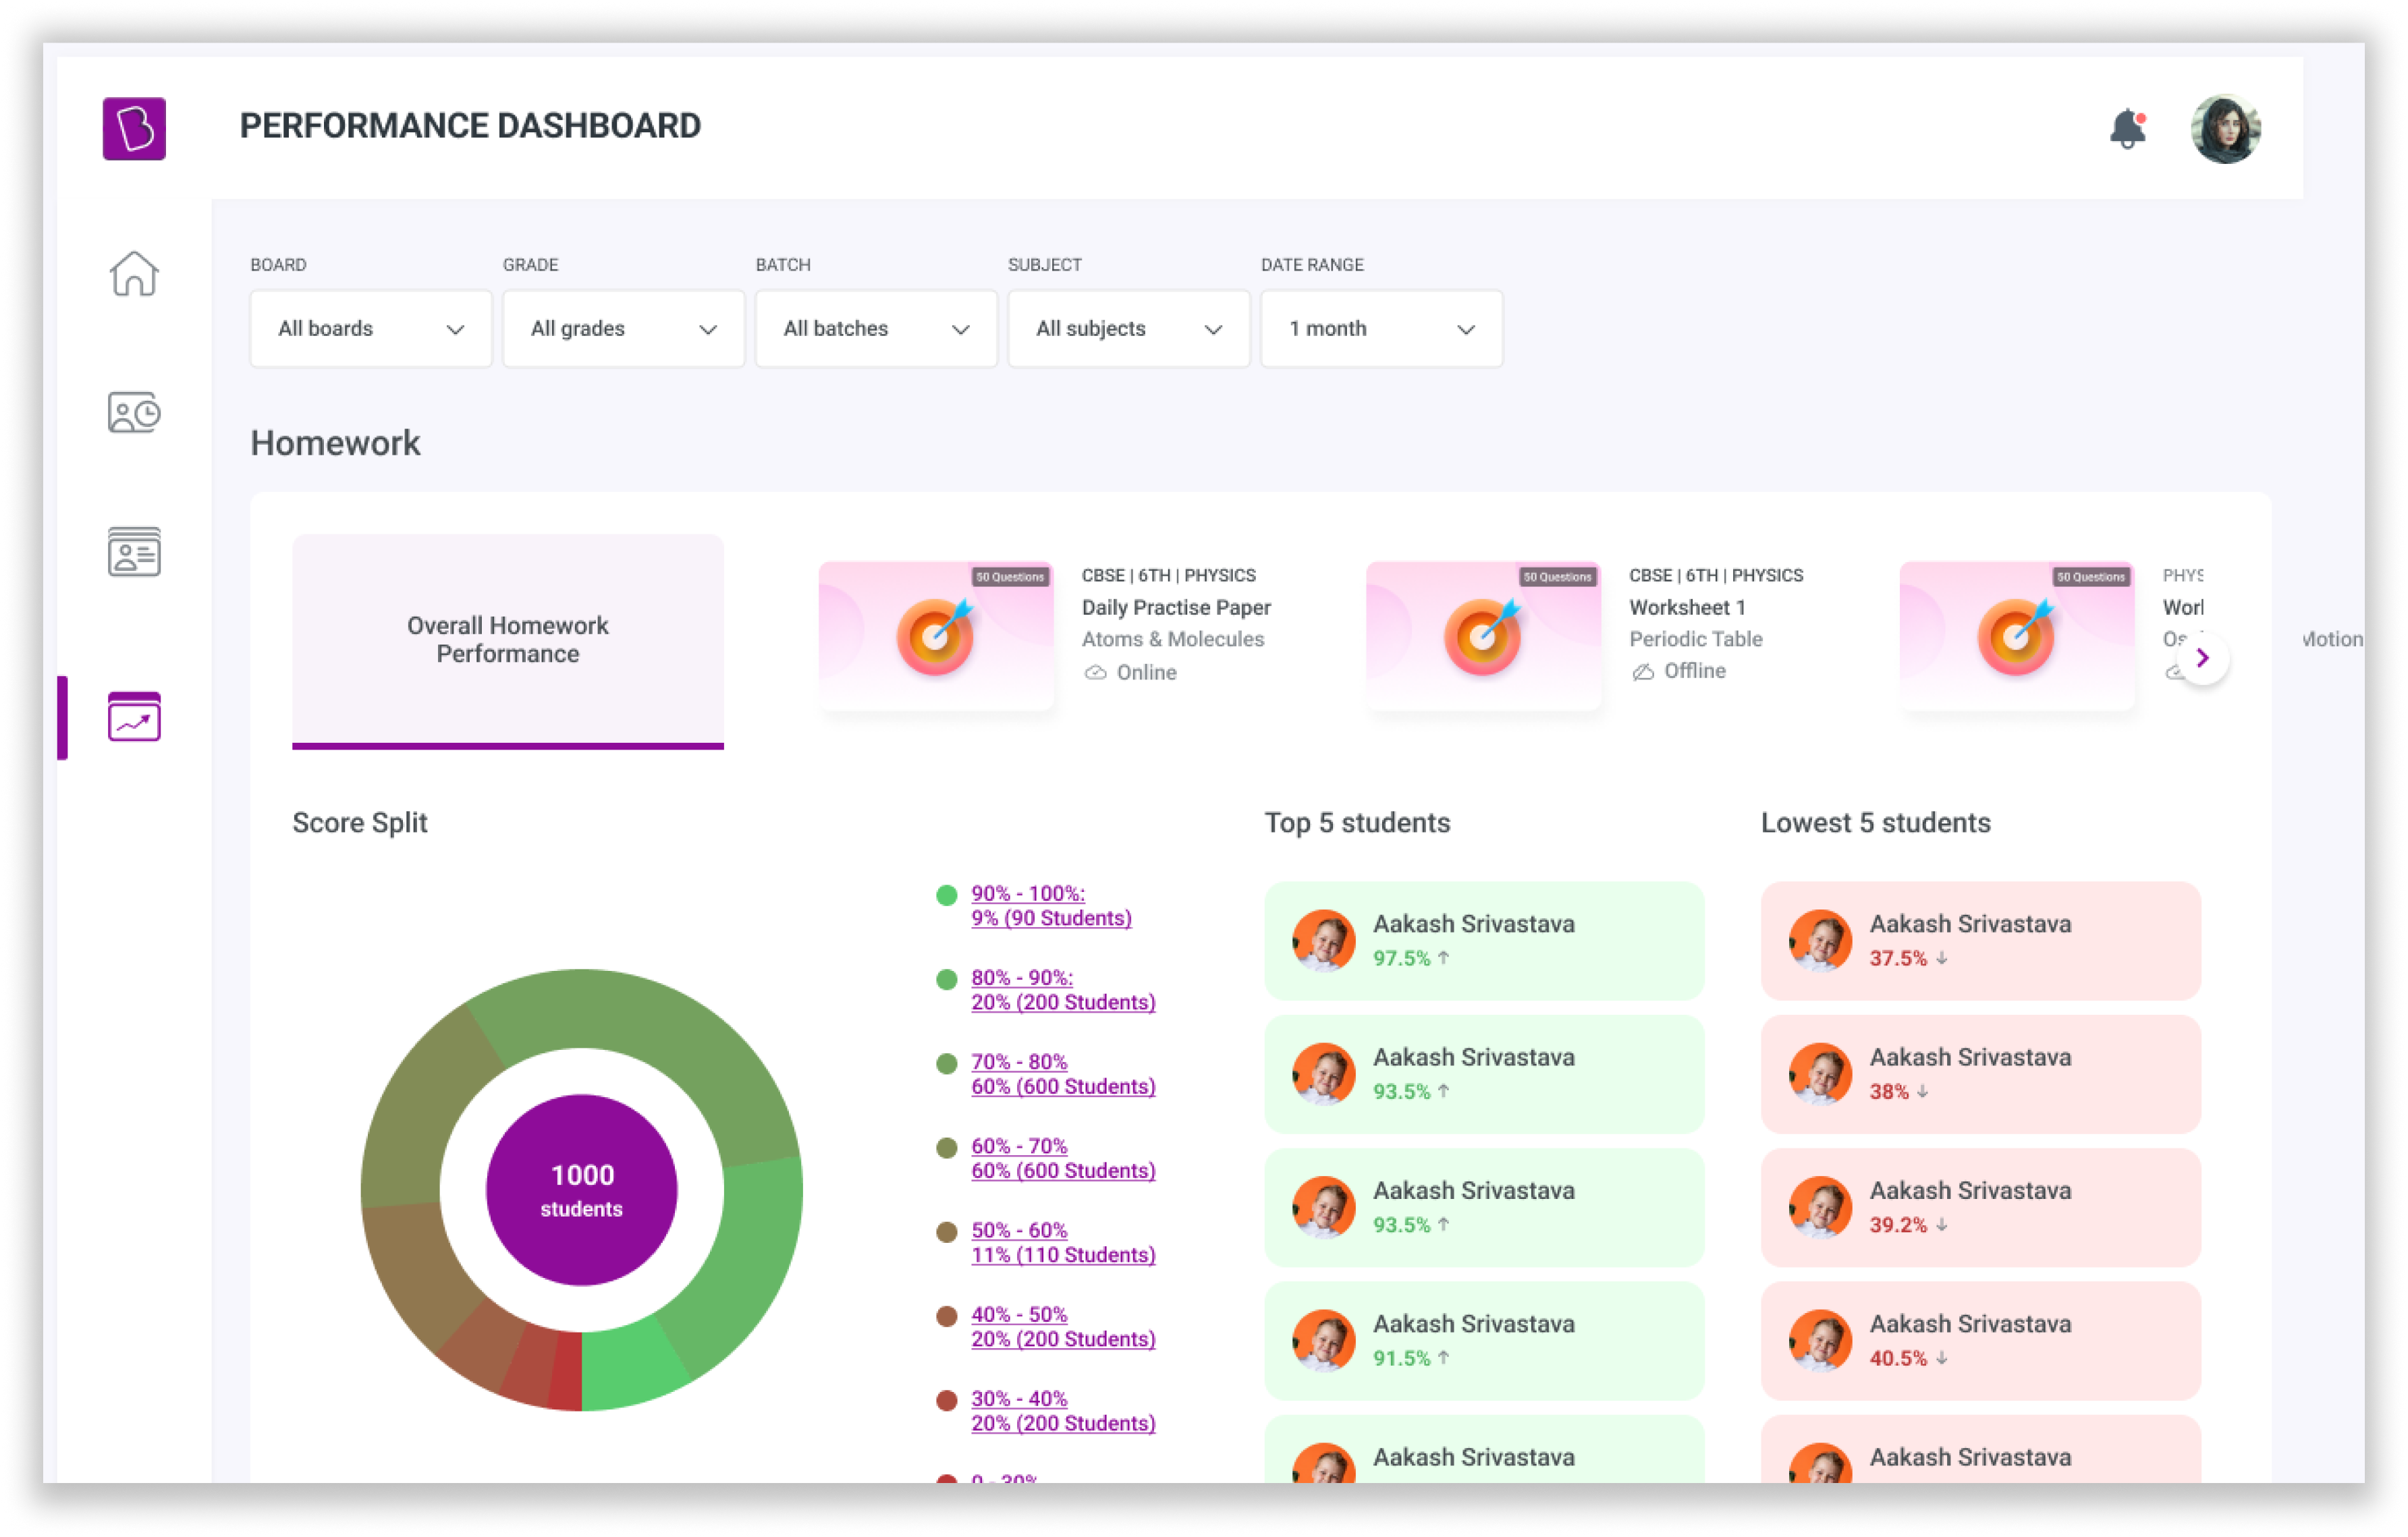 PERFORMANCE DASHBOARD
BOARD
GRADE
BATCH
SUBJECT
DATE RANGE
All boards
All grades
All batches
All subjects
1 month
Homework
Overall Homework
Performance
50 Questions
CBSE | 6TH | PHYSICS
Daily Practise Paper
Atoms & Molecules
Online
50 Questions
CBSE | 6TH | PHYSICS
Worksheet 1
Periodic Table
Offline
50 Questions
PHYS
Motion
Score Split
1000
students
90% - 100%:
9% (90 Students)
80% - 90%:
20% (200 Students)
70% - 80%
60% (600 Students)
60% - 70%
60% (600 Students)
50% - 60%
11% (110 Students)
40% - 50%
20% (200 Students)
30% - 40%
20% (200 Students)
0 - 30%
Top 5 students
Aakash Srivastava
97.5% ↑
Aakash Srivastava
93.5% ↑
Aakash Srivastava
93.5% ↑
Aakash Srivastava
91.5% ↑
Aakash Srivastava
Lowest 5 students
Aakash Srivastava
37.5% ↓
Aakash Srivastava
38% ↓
Aakash Srivastava
39.2% ↓
Aakash Srivastava
40.5% ↓
Aakash Srivastava